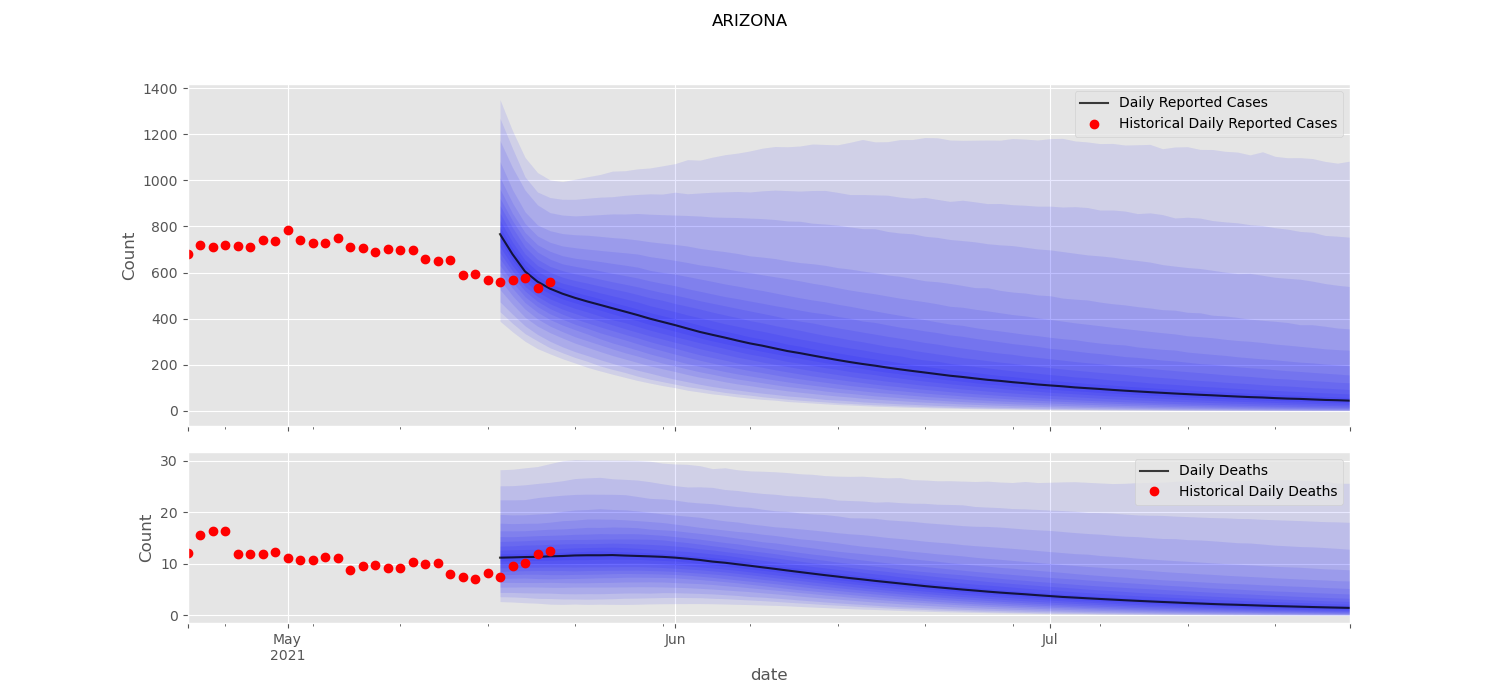 ARIZONA
1400
1200
1000
800
600
400
200
0
Count
Daily Reported Cases
Historical Daily Reported Cases
30
20
10
0
Count
Daily Deaths
Historical Daily Deaths
May
2021
Jun
Jul
date